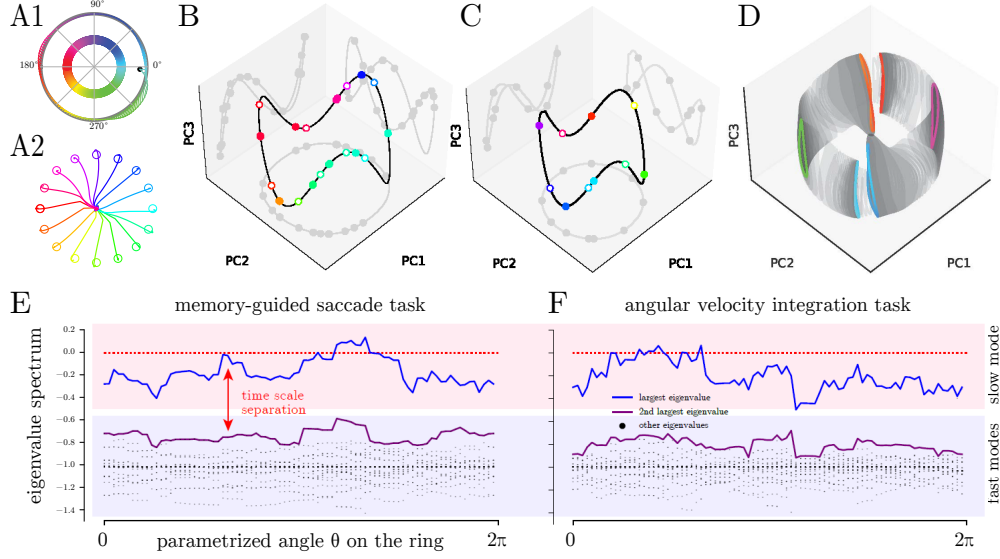 A1
90°
180°
0°
270°
A2
B
PC3
PC2
PC1
C
PC3
PC2
PC1
D
PC3
PC2
PC1
E
memory-guided saccade task
F
angular velocity integration task
eigenvalue spectrum
0.2
0.0
−0.2
−0.4
−0.6
−0.8
−1.0
−1.2
−1.4
time scale
separation
largest eigenvalue
2nd largest eigenvalue
other eigenvalues
slow mode
fast modes
0
parametrized angle θ on the ring
2π
0
2π